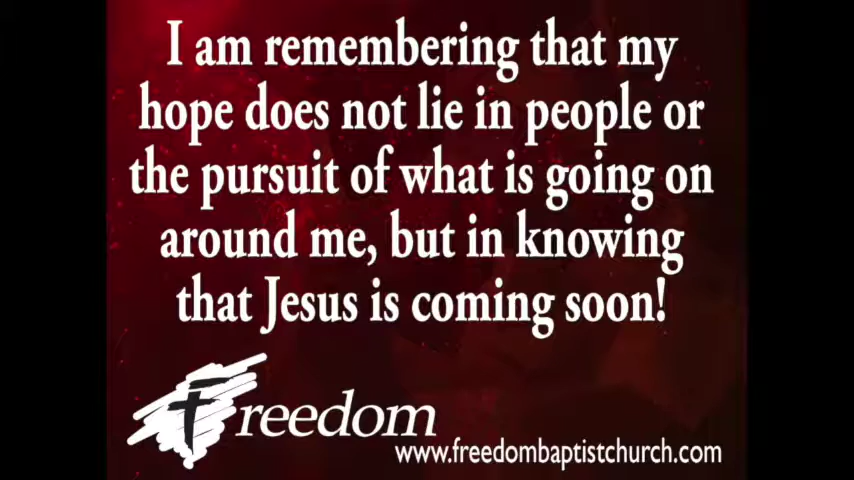 I am remembering that my
hope does not lie in people or
the pursuit of what is going on
around me, but in knowing
that Jesus is coming soon!
Freedom
www.freedombaptistchurch.com